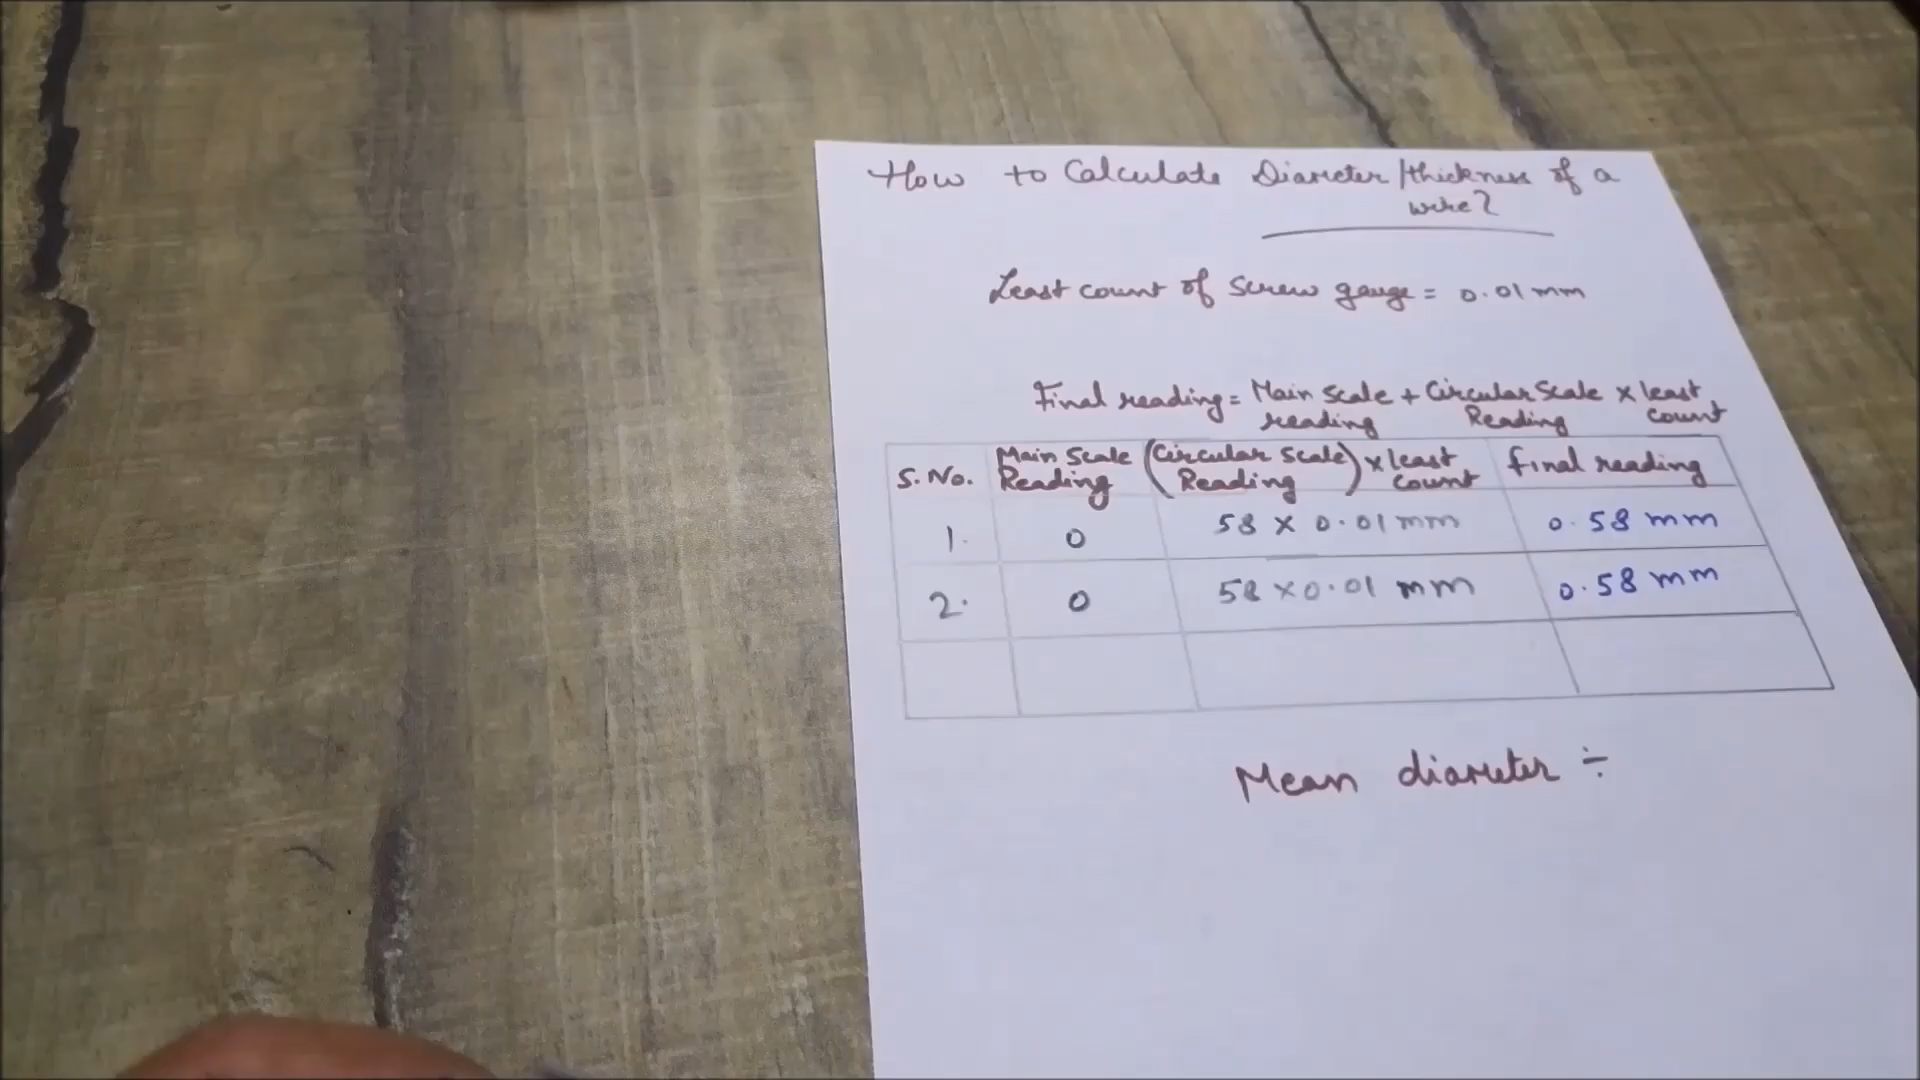 How to Calculate Diameter/thickness of a
wire?
Least count of Screw gauge = 0.01 mm
Final reading = Main Scale + Circular Scale × least
reading Reading count
S. No. Main Scale (Circular Scale) × least final reading
Reading Reading count
1. 0 58 × 0.01 mm 0.58 mm
2. 0 58 × 0.01 mm 0.58 mm
Mean diameter ÷